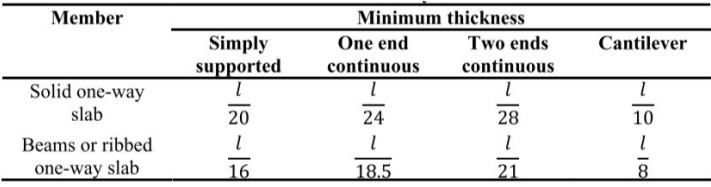 Member Minimum thickness
Simply supported One end continuous Two ends continuous Cantilever
Solid one-way slab l/20 l/24 l/28 l/10
Beams or ribbed one-way slab l/16 l/18.5 l/21 l/8